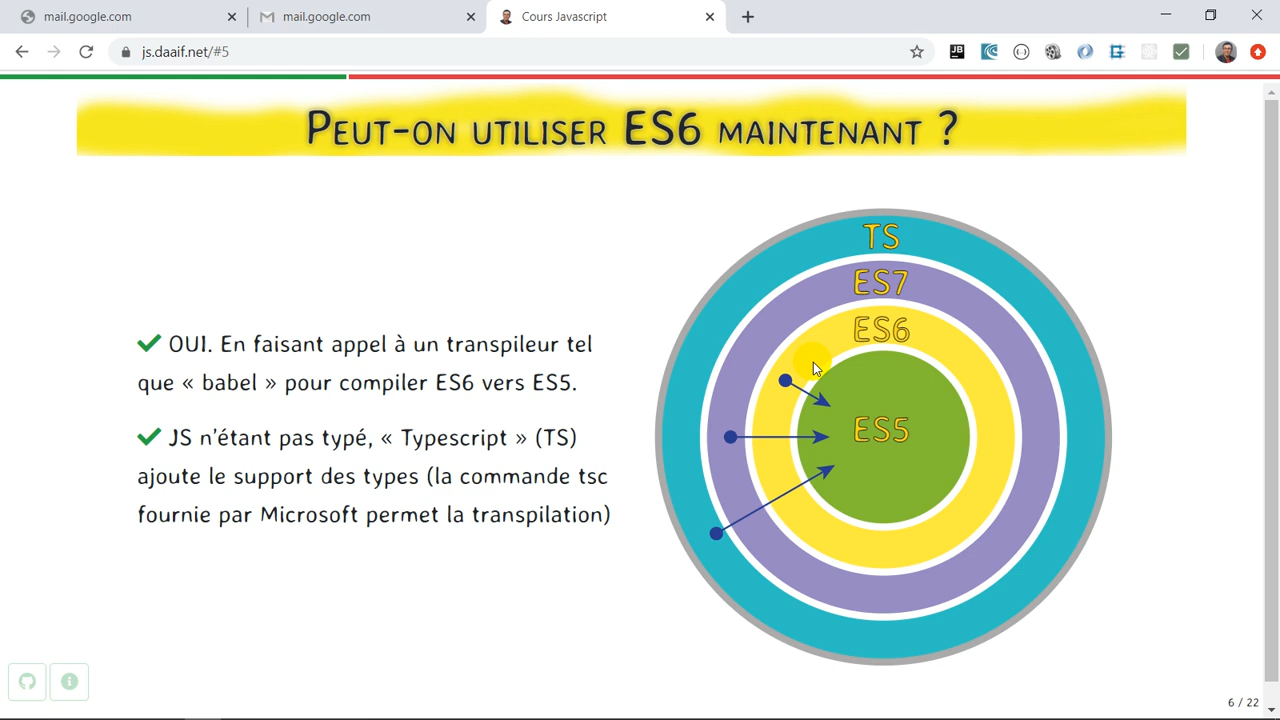 mail.google.com
mail.google.com
Cours Javascript
js.daaif.net/#5
JB
PEUT-ON UTILISER ES6 MAINTENANT ?
TS
ES7
ES6
ES5
OUI. En faisant appel à un transpileur tel
que « babel » pour compiler ES6 vers ES5.
JS n'étant pas typé, « Typescript » (TS)
ajoute le support des types (la commande tsc
fournie par Microsoft permet la transpilation)
6 / 22